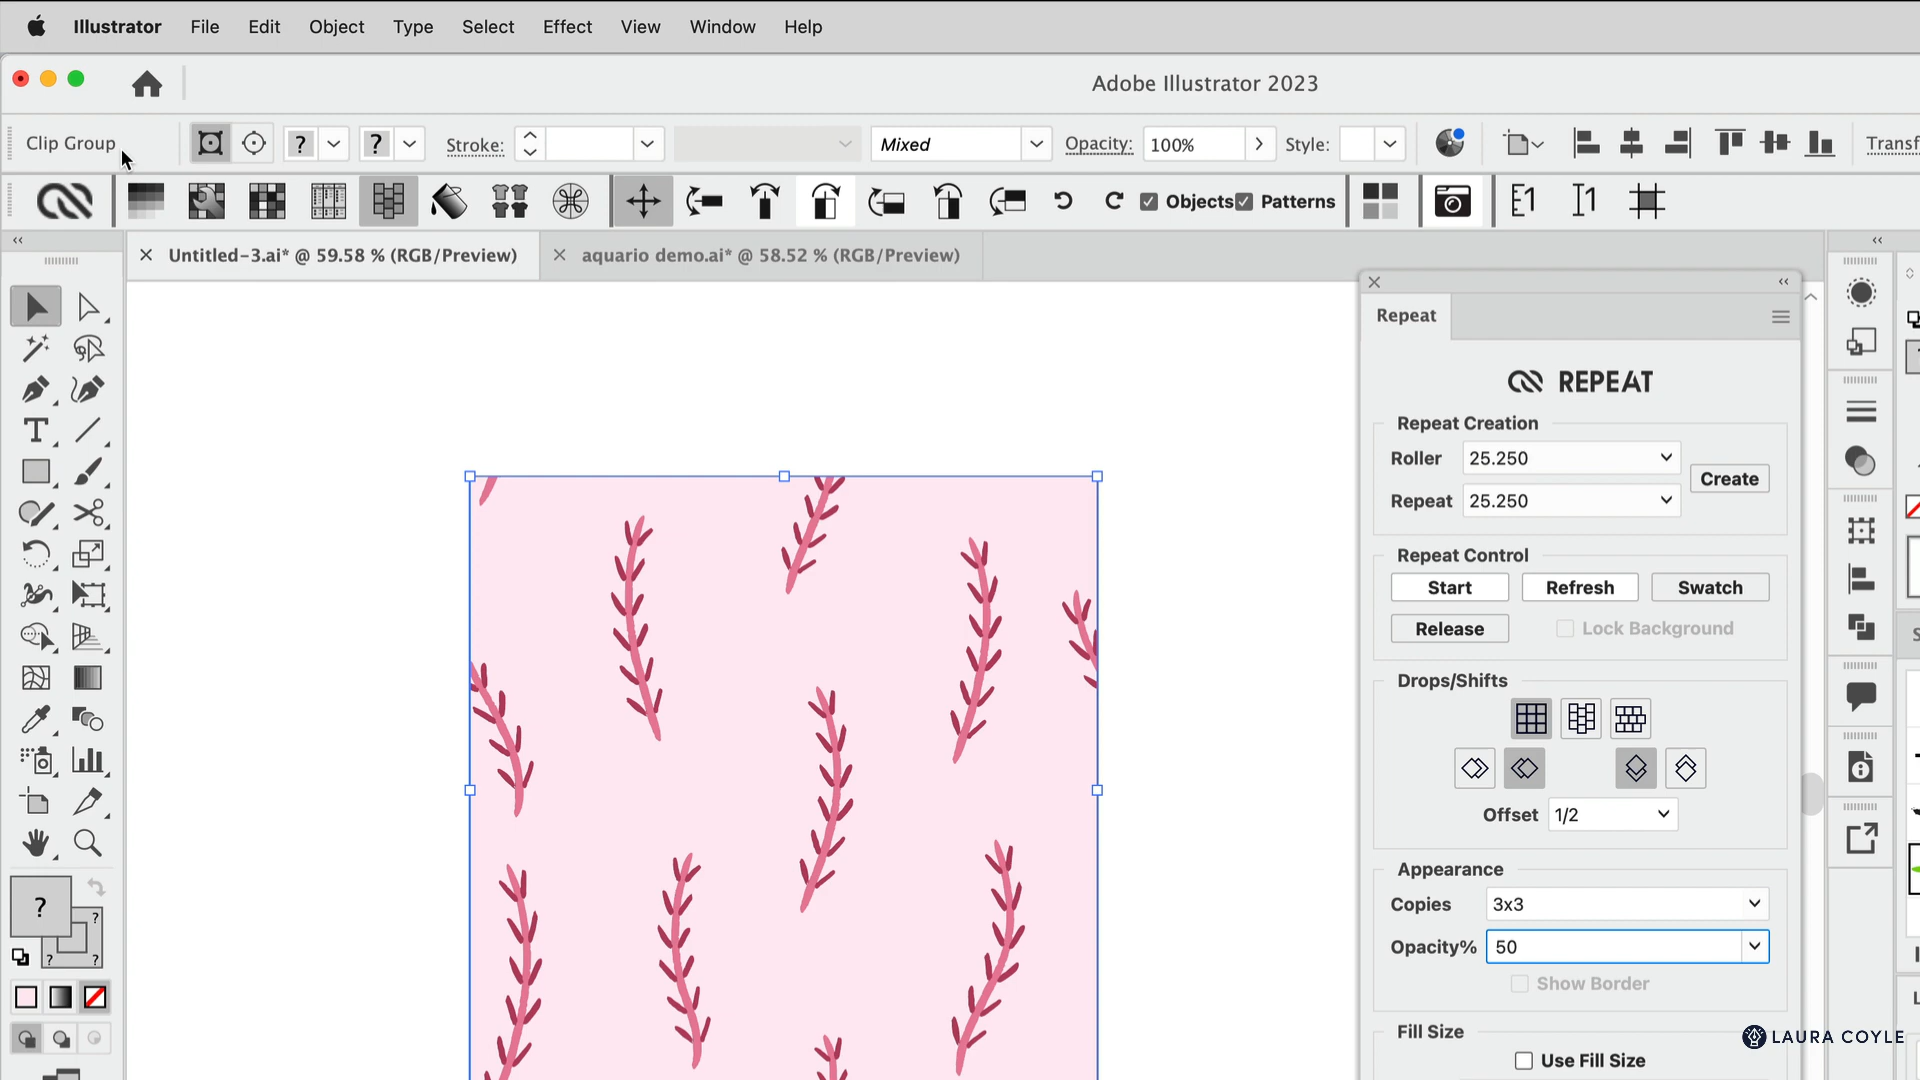 Illustrator File Edit Object Type Select Effect View Window Help
Adobe Illustrator 2023
Clip Group ? ? Stroke: Mixed Opacity: 100% Style: Transf
Objects Patterns
Untitled-3.ai* @ 59.58 % (RGB/Preview) aquario demo.ai* @ 58.52 % (RGB/Preview)
Repeat
REPEAT
Repeat Creation
Roller 25.250
Create
Repeat 25.250
Repeat Control
Start Refresh Swatch
Release Lock Background
Drops/Shifts
Offset 1/2
Appearance
Copies 3x3
Opacity% 50
Show Border
Fill Size
Use Fill Size
? ? ? ?
LAURA COYLE